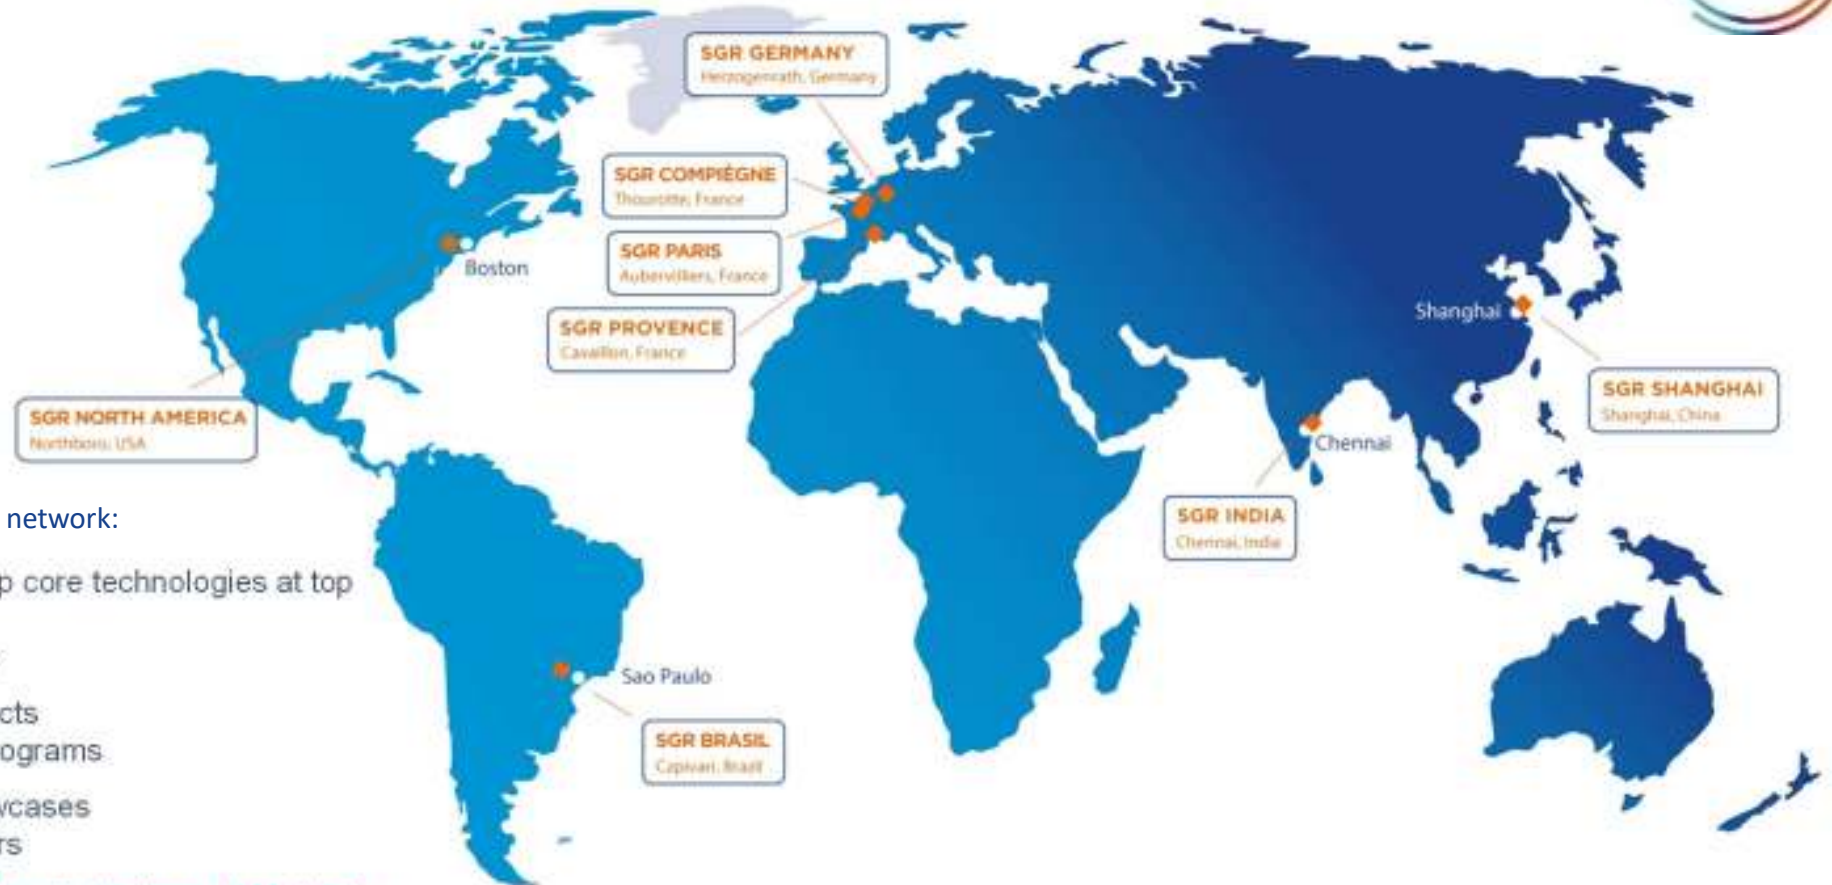 SGR GERMANY
Herzogenrath, Germany
SGR COMPIÈGNE
Thourotte, France
SGR PARIS
Aubervilliers, France
SGR PROVENCE
Cavaillon, France
Boston
SGR NORTH AMERICA
Northboro, USA
Shanghai
SGR SHANGHAI
Shanghai, China
Chennai
SGR INDIA
Chennai, India
Sao Paulo
SGR BRASIL
Capivari, Brazil
network:
p core technologies at top
cts
ograms
wcases
rs